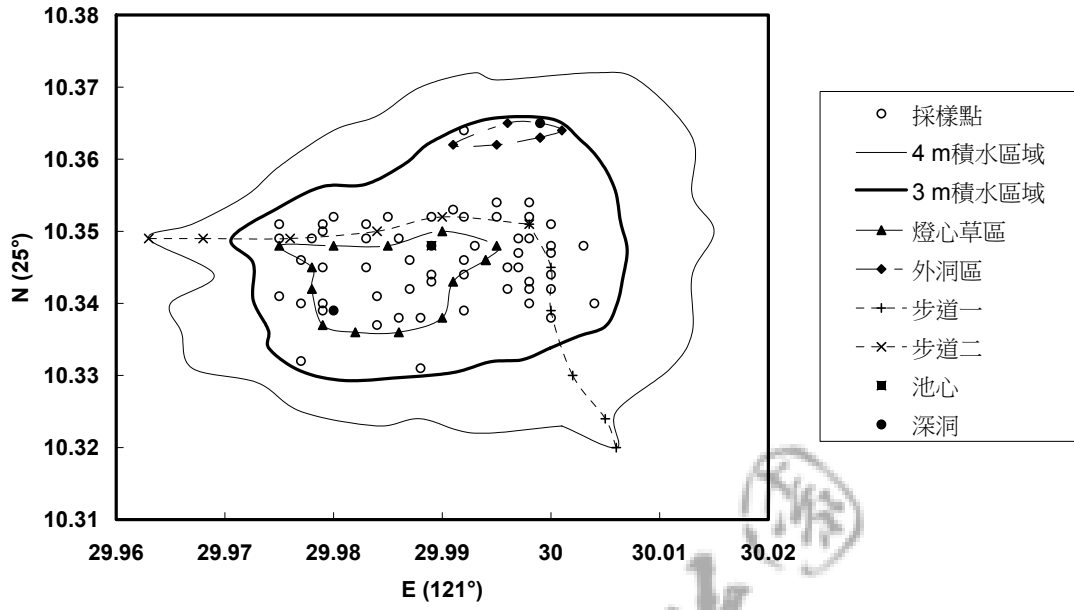 10.38
10.37
10.36
10.35
10.34
10.33
10.32
10.31
N (25°)
29.96 29.97 29.98 29.99 30 30.01 30.02
E (121°)
採樣點
4 m積水區域
3 m積水區域
燈心草區
外洞區
步道一
步道二
池心
深洞